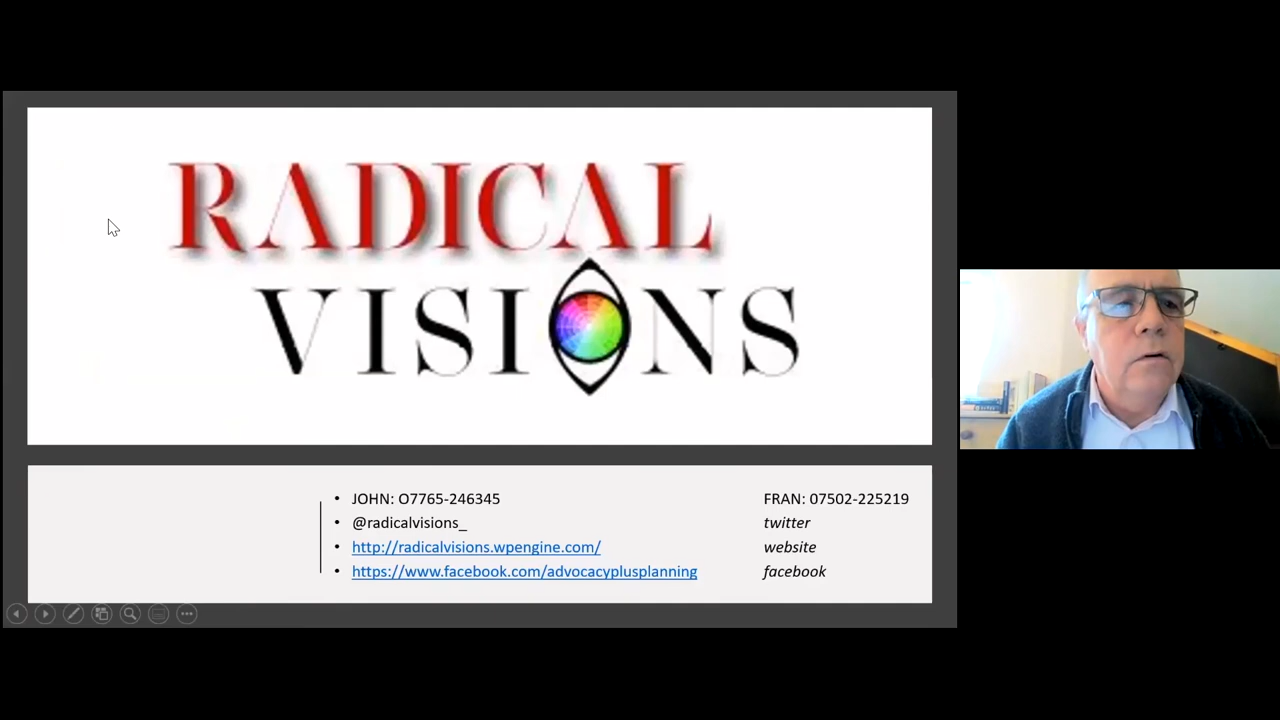 RADICAL
VISIONS
• JOHN: O7765-246345 FRAN: 07502-225219
• @radicalvisions_ twitter
• http://radicalvisions.wpengine.com/ website
• https://www.facebook.com/advocacyplusplanning facebook